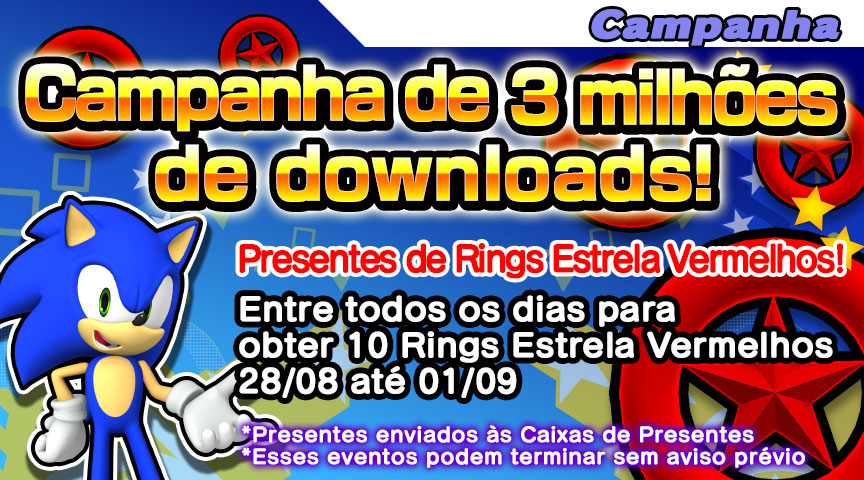 Campanha
Campanha de 3 milhões
de downloads!
Presentes de Rings Estrela Vermelhos!
Entre todos os dias para
obter 10 Rings Estrela Vermelhos
28/08 até 01/09
*Presentes enviados às Caixas de Presentes
*Esses eventos podem terminar sem aviso prévio